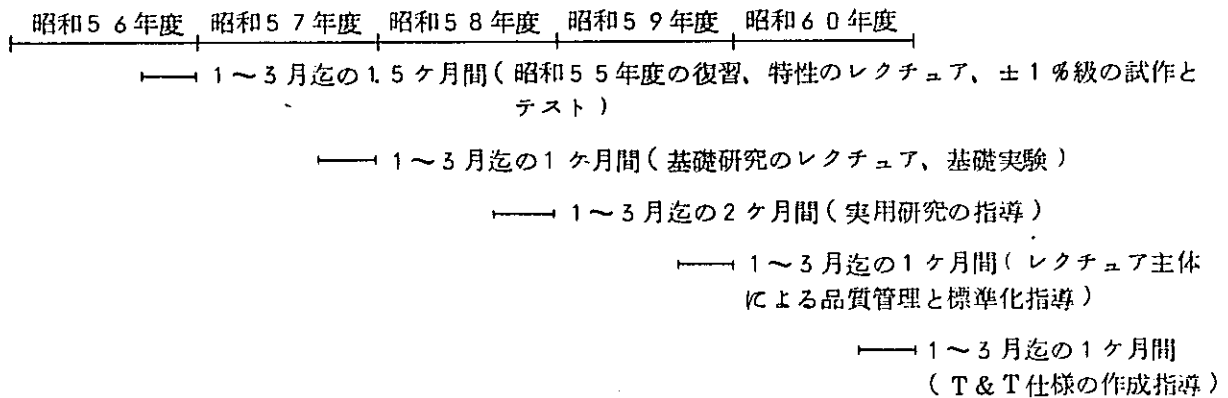 昭和56年度 昭和57年度 昭和58年度 昭和59年度 昭和60年度
1~3月迄の1.5ケ月間(昭和55年度の復習、特性のレクチュア、±1%級の試作と
テスト)
1~3月迄の1ケ月間(基礎研究のレクチュア、基礎実験)
1~3月迄の2ケ月間(実用研究の指導)
1~3月迄の1ケ月間(レクチュア主体
による品質管理と標準化指導)
1~3月迄の1ケ月間
(T&T仕様の作成指導)